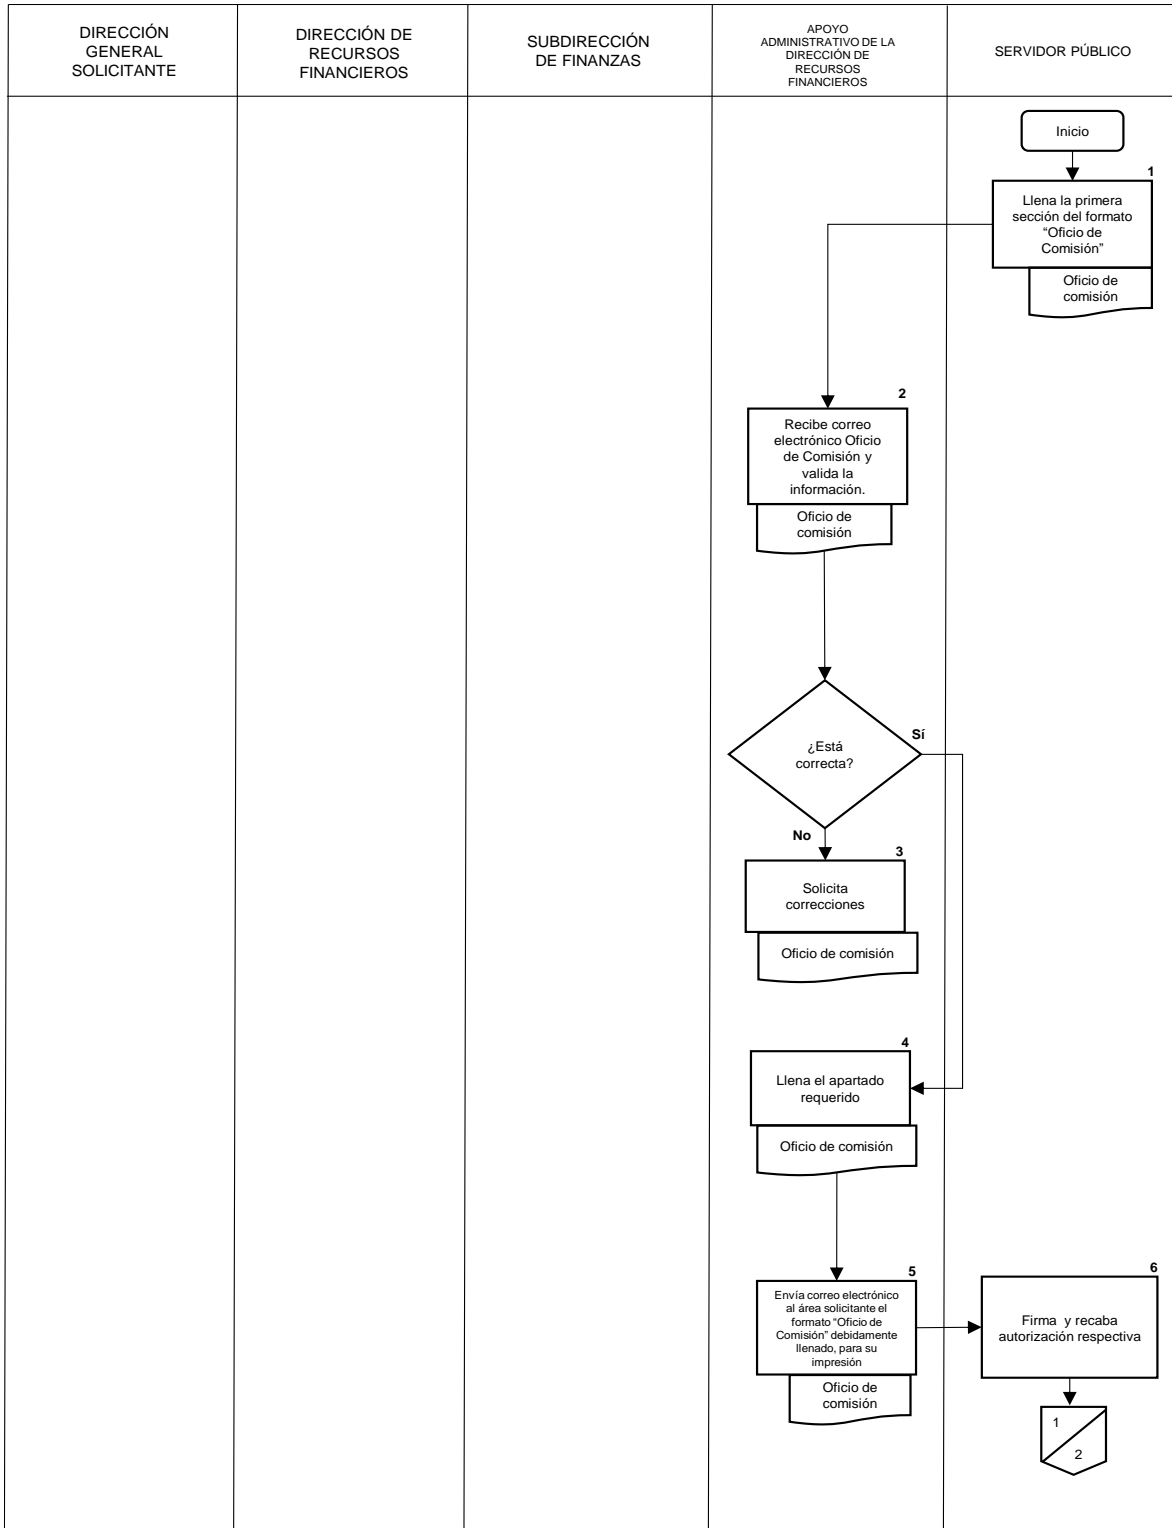 DIRECCIÓN
GENERAL
SOLICITANTE
DIRECCIÓN DE
RECURSOS
FINANCIEROS
SUBDIRECCIÓN
DE FINANZAS
APOYO
ADMINISTRATIVO DE LA
DIRECCIÓN DE
RECURSOS
FINANCIEROS
SERVIDOR PÚBLICO
Inicio
1
Llena la primera
sección del formato
“Oficio de
Comisión”
Oficio de
comisión
2
Recibe correo
electrónico Oficio
de Comisión y
valida la
información.
Oficio de
comisión
¿Está
correcta?
Sí
No
3
Solicita
correcciones
Oficio de comisión
4
Llena el apartado
requerido
Oficio de comisión
5
Envía correo electrónico
al área solicitante el
formato “Oficio de
Comisión” debidamente
llenado, para su
impresión
Oficio de
comisión
6
Firma y recaba
autorización respectiva
1
2